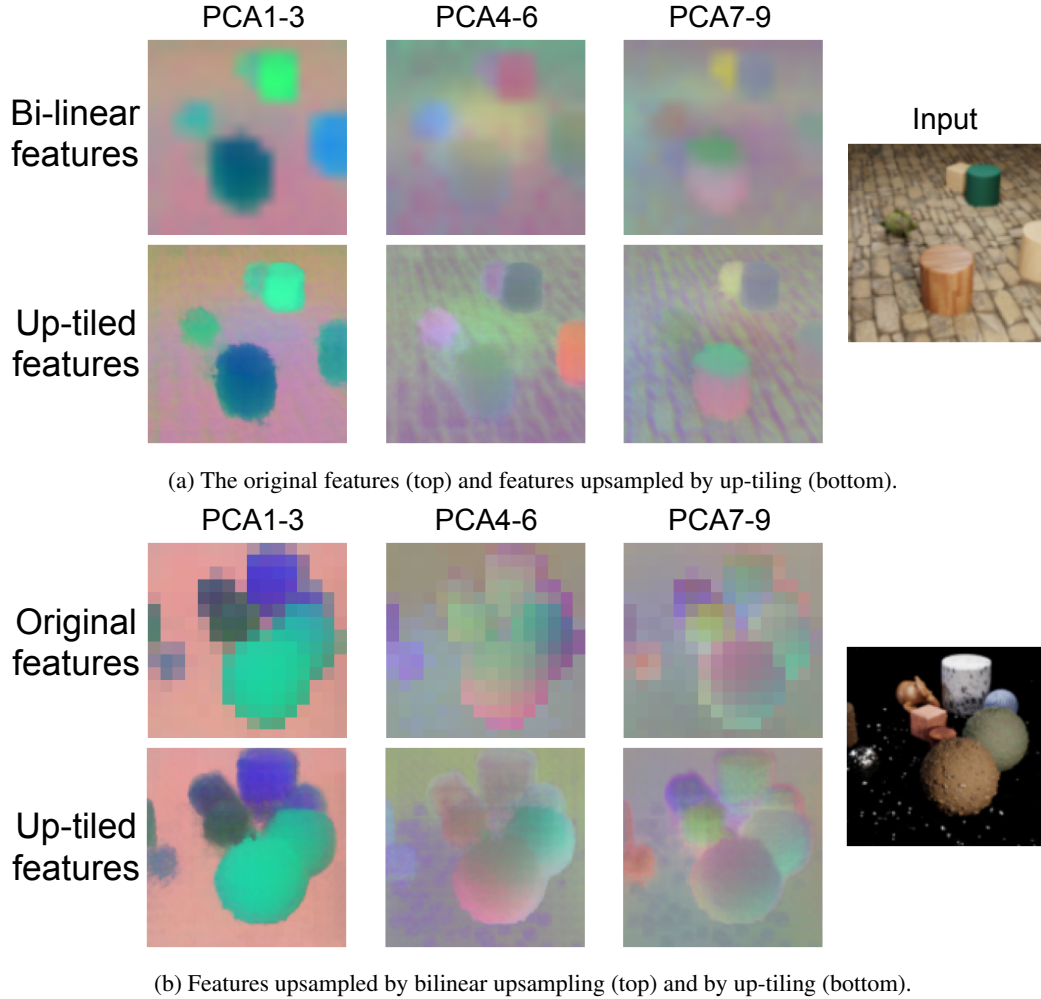 PCA1-3 PCA4-6 PCA7-9
Bi-linear
features
Input
Up-tiled
features
(a) The original features (top) and features upsampled by up-tiling (bottom).
PCA1-3 PCA4-6 PCA7-9
Original
features
Up-tiled
features
(b) Features upsampled by bilinear upsampling (top) and by up-tiling (bottom).